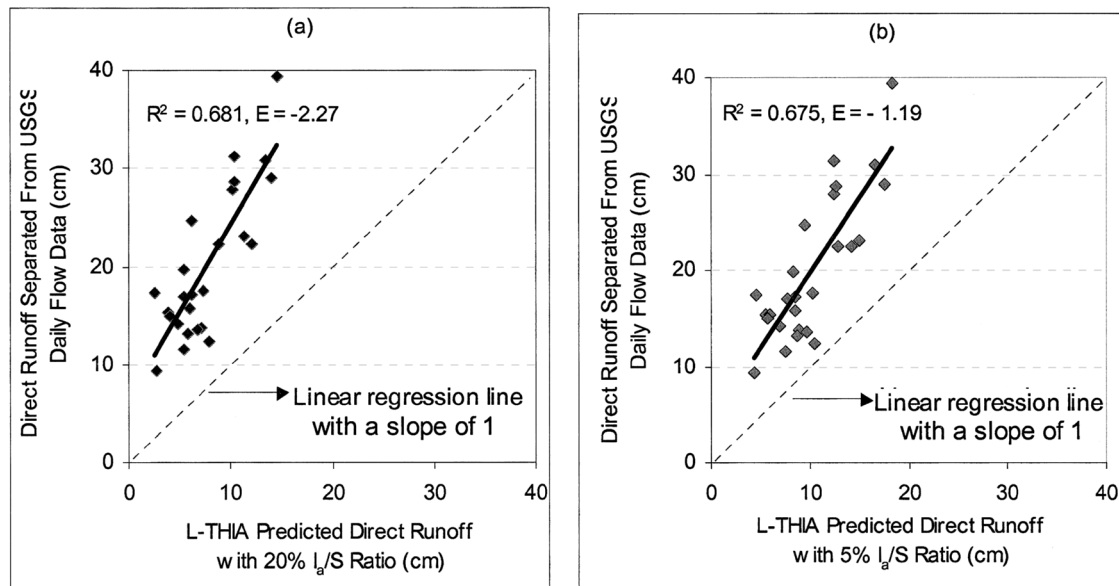 (a)
Direct Runoff Separated From USGS
Daily Flow Data (cm)
40
30
20
10
0
R² = 0.681, E = -2.27
Linear regression line
with a slope of 1
0 10 20 30 40
L-THIA Predicted Direct Runoff
with 20% Iₐ/S Ratio (cm)
(b)
Direct Runoff Separated From USGS
Daily Flow Data (cm)
40
30
20
10
0
R² = 0.675, E = - 1.19
Linear regression line
with a slope of 1
0 10 20 30 40
L-THIA Predicted Direct Runoff
with 5% Iₐ/S Ratio (cm)